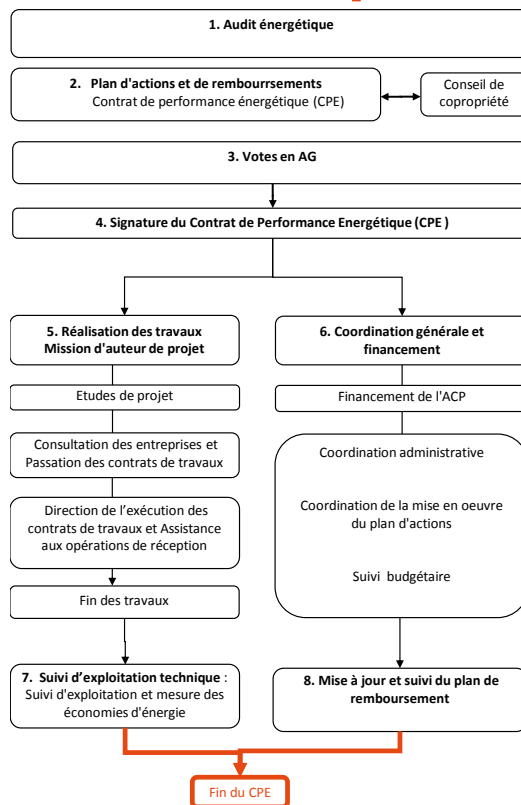 1. Audit énergétique
2. Plan d'actions et de rembourrsements
Contrat de performance énergétique (CPE)
Conseil de
copropriété
3. Votes en AG
4. Signature du Contrat de Performance Energétique (CPE )
5. Réalisation des travaux
Mission d'auteur de projet
6. Coordination générale et
financement
Etudes de projet
Financement de l'ACP
Consultation des entreprises et
Passation des contrats de travaux
Coordination administrative
Direction de l’exécution des
contrats de travaux et Assistance
aux opérations de réception
Coordination de la mise en oeuvre
du plan d'actions
Suivi budgétaire
Fin des travaux
7. Suivi d’exploitation technique :
Suivi d'exploitation et mesure des
économies d'énergie
8. Mise à jour et suivi du plan de
remboursement
Fin du CPE